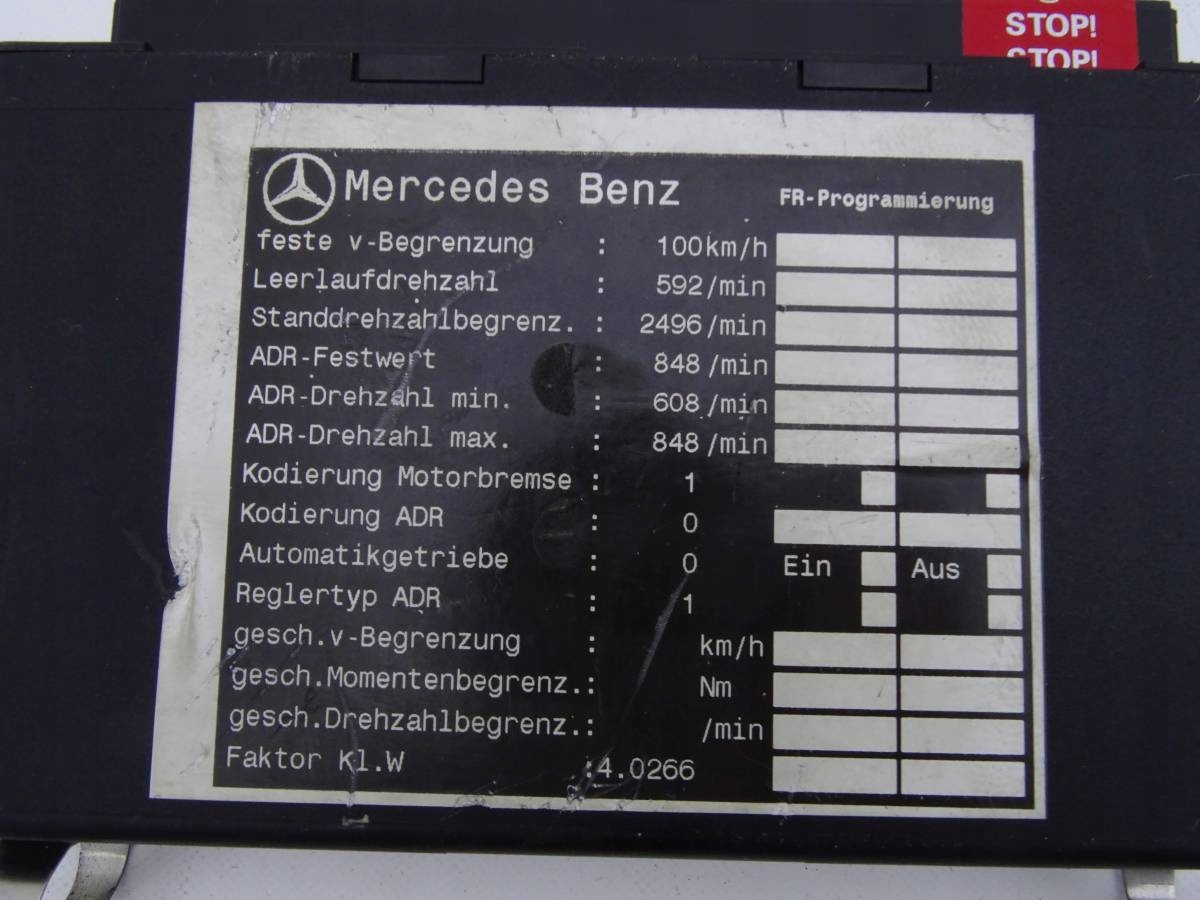 STOP!
STOP!
Mercedes Benz FR-Programmierung
feste v-Begrenzung : 100km/h
Leerlaufdrehzahl : 592/min
Standdrehzahlbegrenz. : 2496/min
ADR-Festwert : 848/min
ADR-Drehzahl min. : 608/min
ADR-Drehzahl max. : 848/min
Kodierung Motorbremse : 1
Kodierung ADR : 0
Automatikgetriebe : 0 Ein Aus
Reglertyp ADR : 1
gesch.v-Begrenzung : km/h
gesch.Momentenbegrenz.: Nm
gesch.Drehzahlbegrenz.: /min
Faktor Kl.W :4.0266